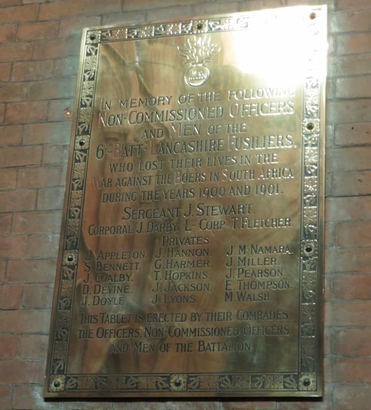 IN MEMORY OF THE FOLLOWING
NON-COMMISSIONED OFFICERS
AND MEN OF THE
6TH BATTN LANCASHIRE FUSILIERS,
WHO LOST THEIR LIVES IN THE
WAR AGAINST THE BOERS IN SOUTH AFRICA
DURING THE YEARS 1900 AND 1901.
SERGEANT J. STEWART.
CORPORAL J. DARBY. L-CORP. T. FLETCHER.
PRIVATES
J. APPLETON. J. HANNON. J. M. NAMARA.
S. BENNETT. G. HARMER. J. MILLER.
J. T. HOPKINS. J. PEARSON.
D. DEVINE. J. JACKSON. E. THOMPSON.
J. DOYLE. J. LYONS. M. WALSH.
THIS TABLET IS ERECTED BY THEIR COMRADES
THE OFFICERS, NON-COMMISSIONED OFFICERS
AND MEN OF THE BATTALION.